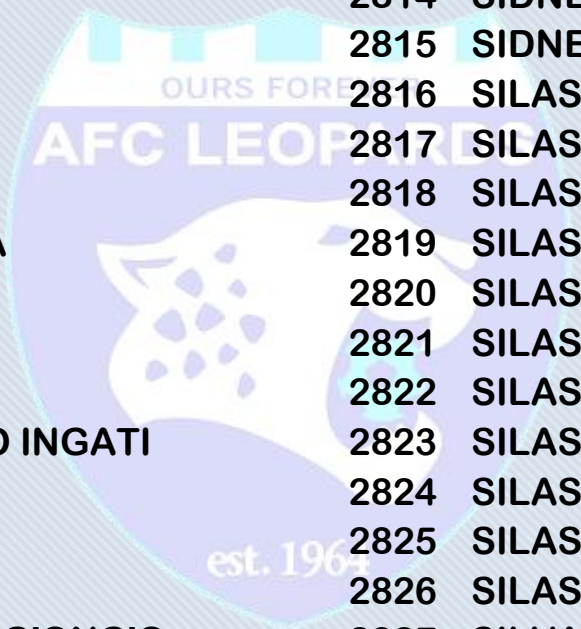 2815 SIDNE
OURS FOREVER
2816 SILAS
AFC LEOPARDS
2817 SILAS
2818 SILAS
A
2819 SILAS
2820 SILAS
2821 SILAS
2822 SILAS
INGATI
2823 SILAS
2824 SILAS
2825 SILAS
est. 1964
2826 SILAS